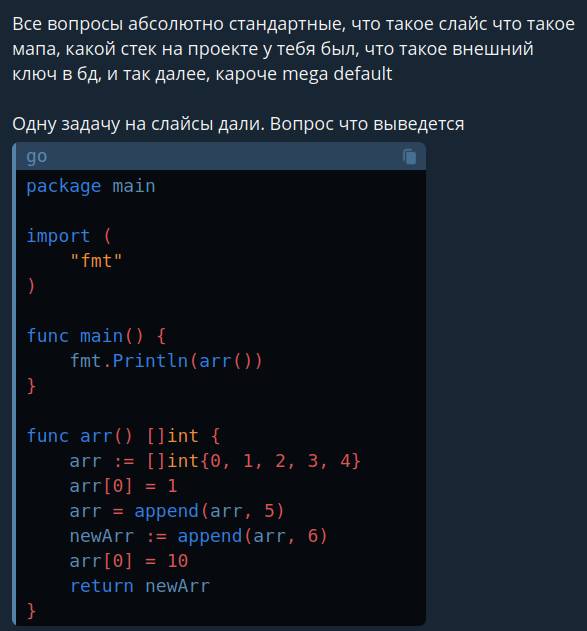 Все вопросы абсолютно стандартные, что такое слайс что такое
мапа, какой стек на проекте у тебя был, что такое внешний
ключ в бд, и так далее, кароче mega default
Одну задачу на слайсы дали. Вопрос что выведется
go
package main
import (
    "fmt"
)
func main() {
    fmt.Println(arr())
}
func arr() []int {
    arr := []int{0, 1, 2, 3, 4}
    arr[0] = 1
    arr = append(arr, 5)
    newArr := append(arr, 6)
    arr[0] = 10
    return newArr
}